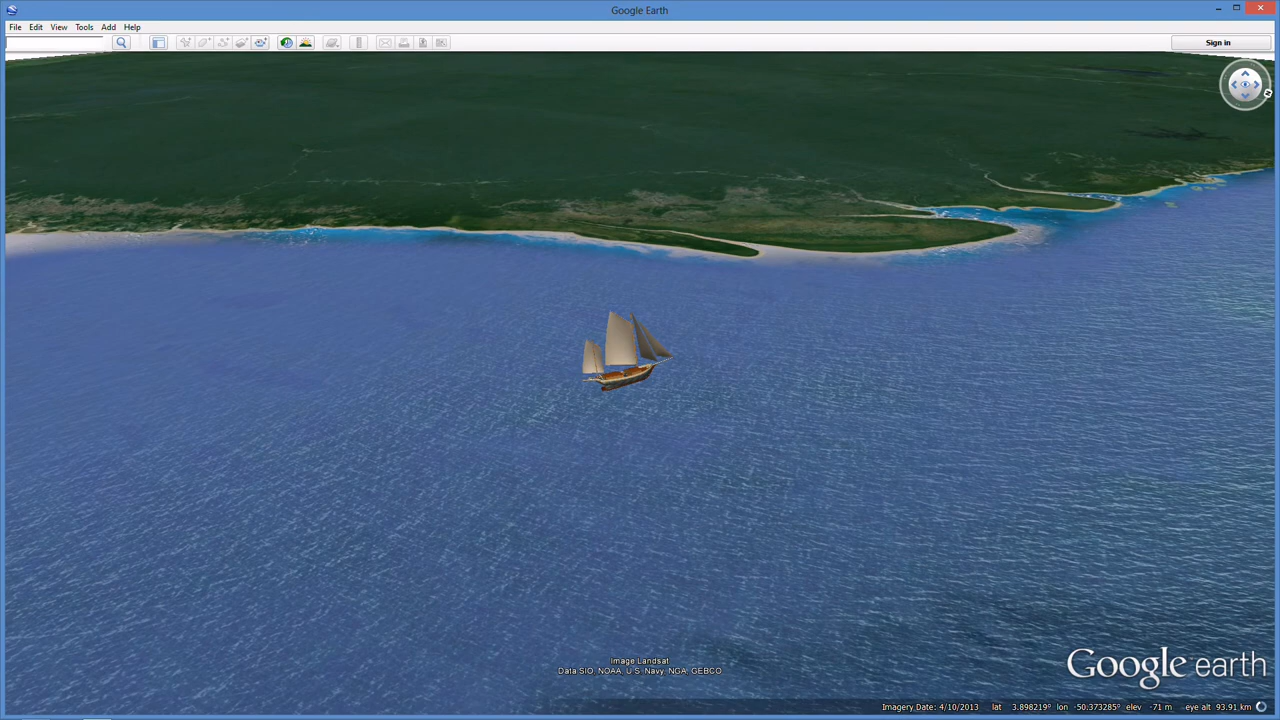 Google Earth
File Edit View Tools Add Help
Sign in
Image Landsat
Data SIO, NOAA, U.S. Navy, NGA, GEBCO
Google earth
Imagery Date: 4/10/2013 lat 3.898219° lon -50.373285° elev -71 m eye alt 93.91 km